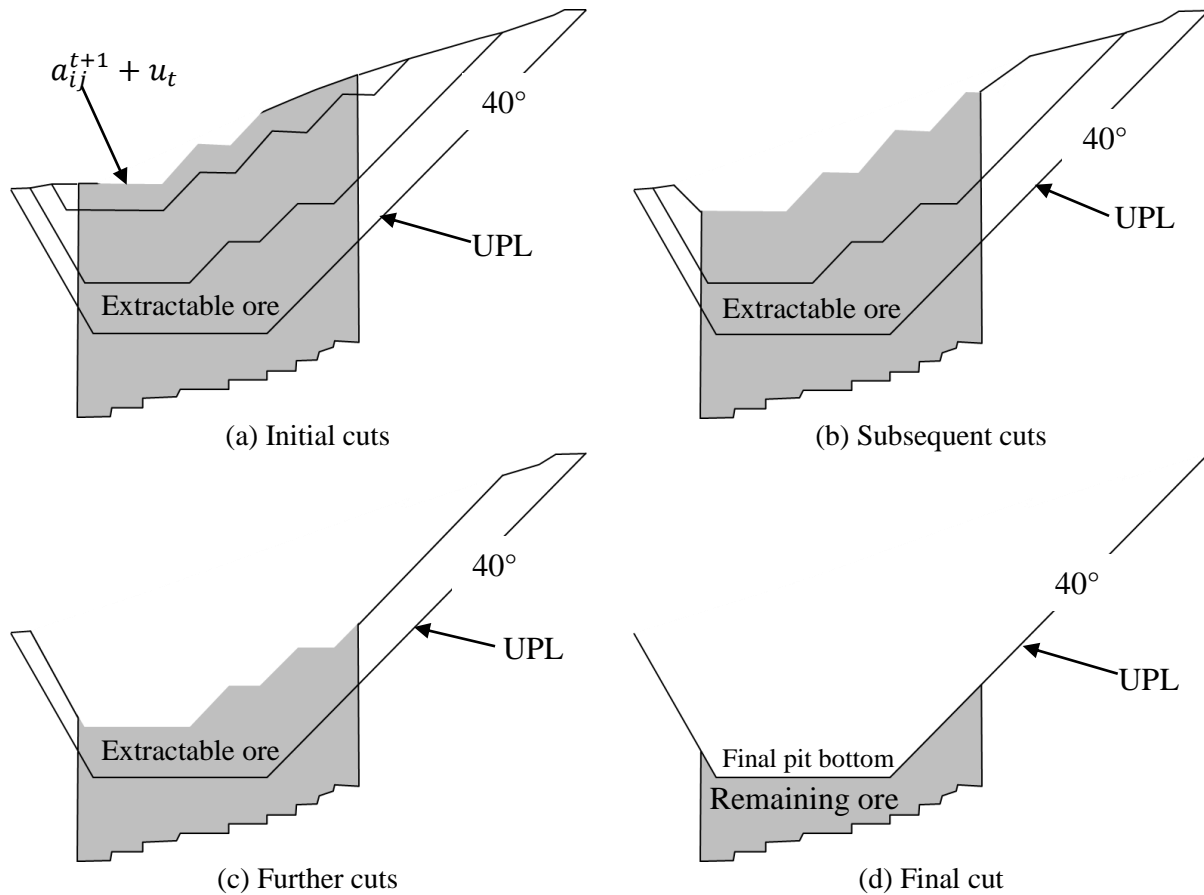 $a_{ij}^{t+1} + u_t$
40°
UPL
Extractable ore
(a) Initial cuts
40°
UPL
Extractable ore
(b) Subsequent cuts
40°
UPL
Extractable ore
(c) Further cuts
40°
UPL
Final pit bottom
Remaining ore
(d) Final cut